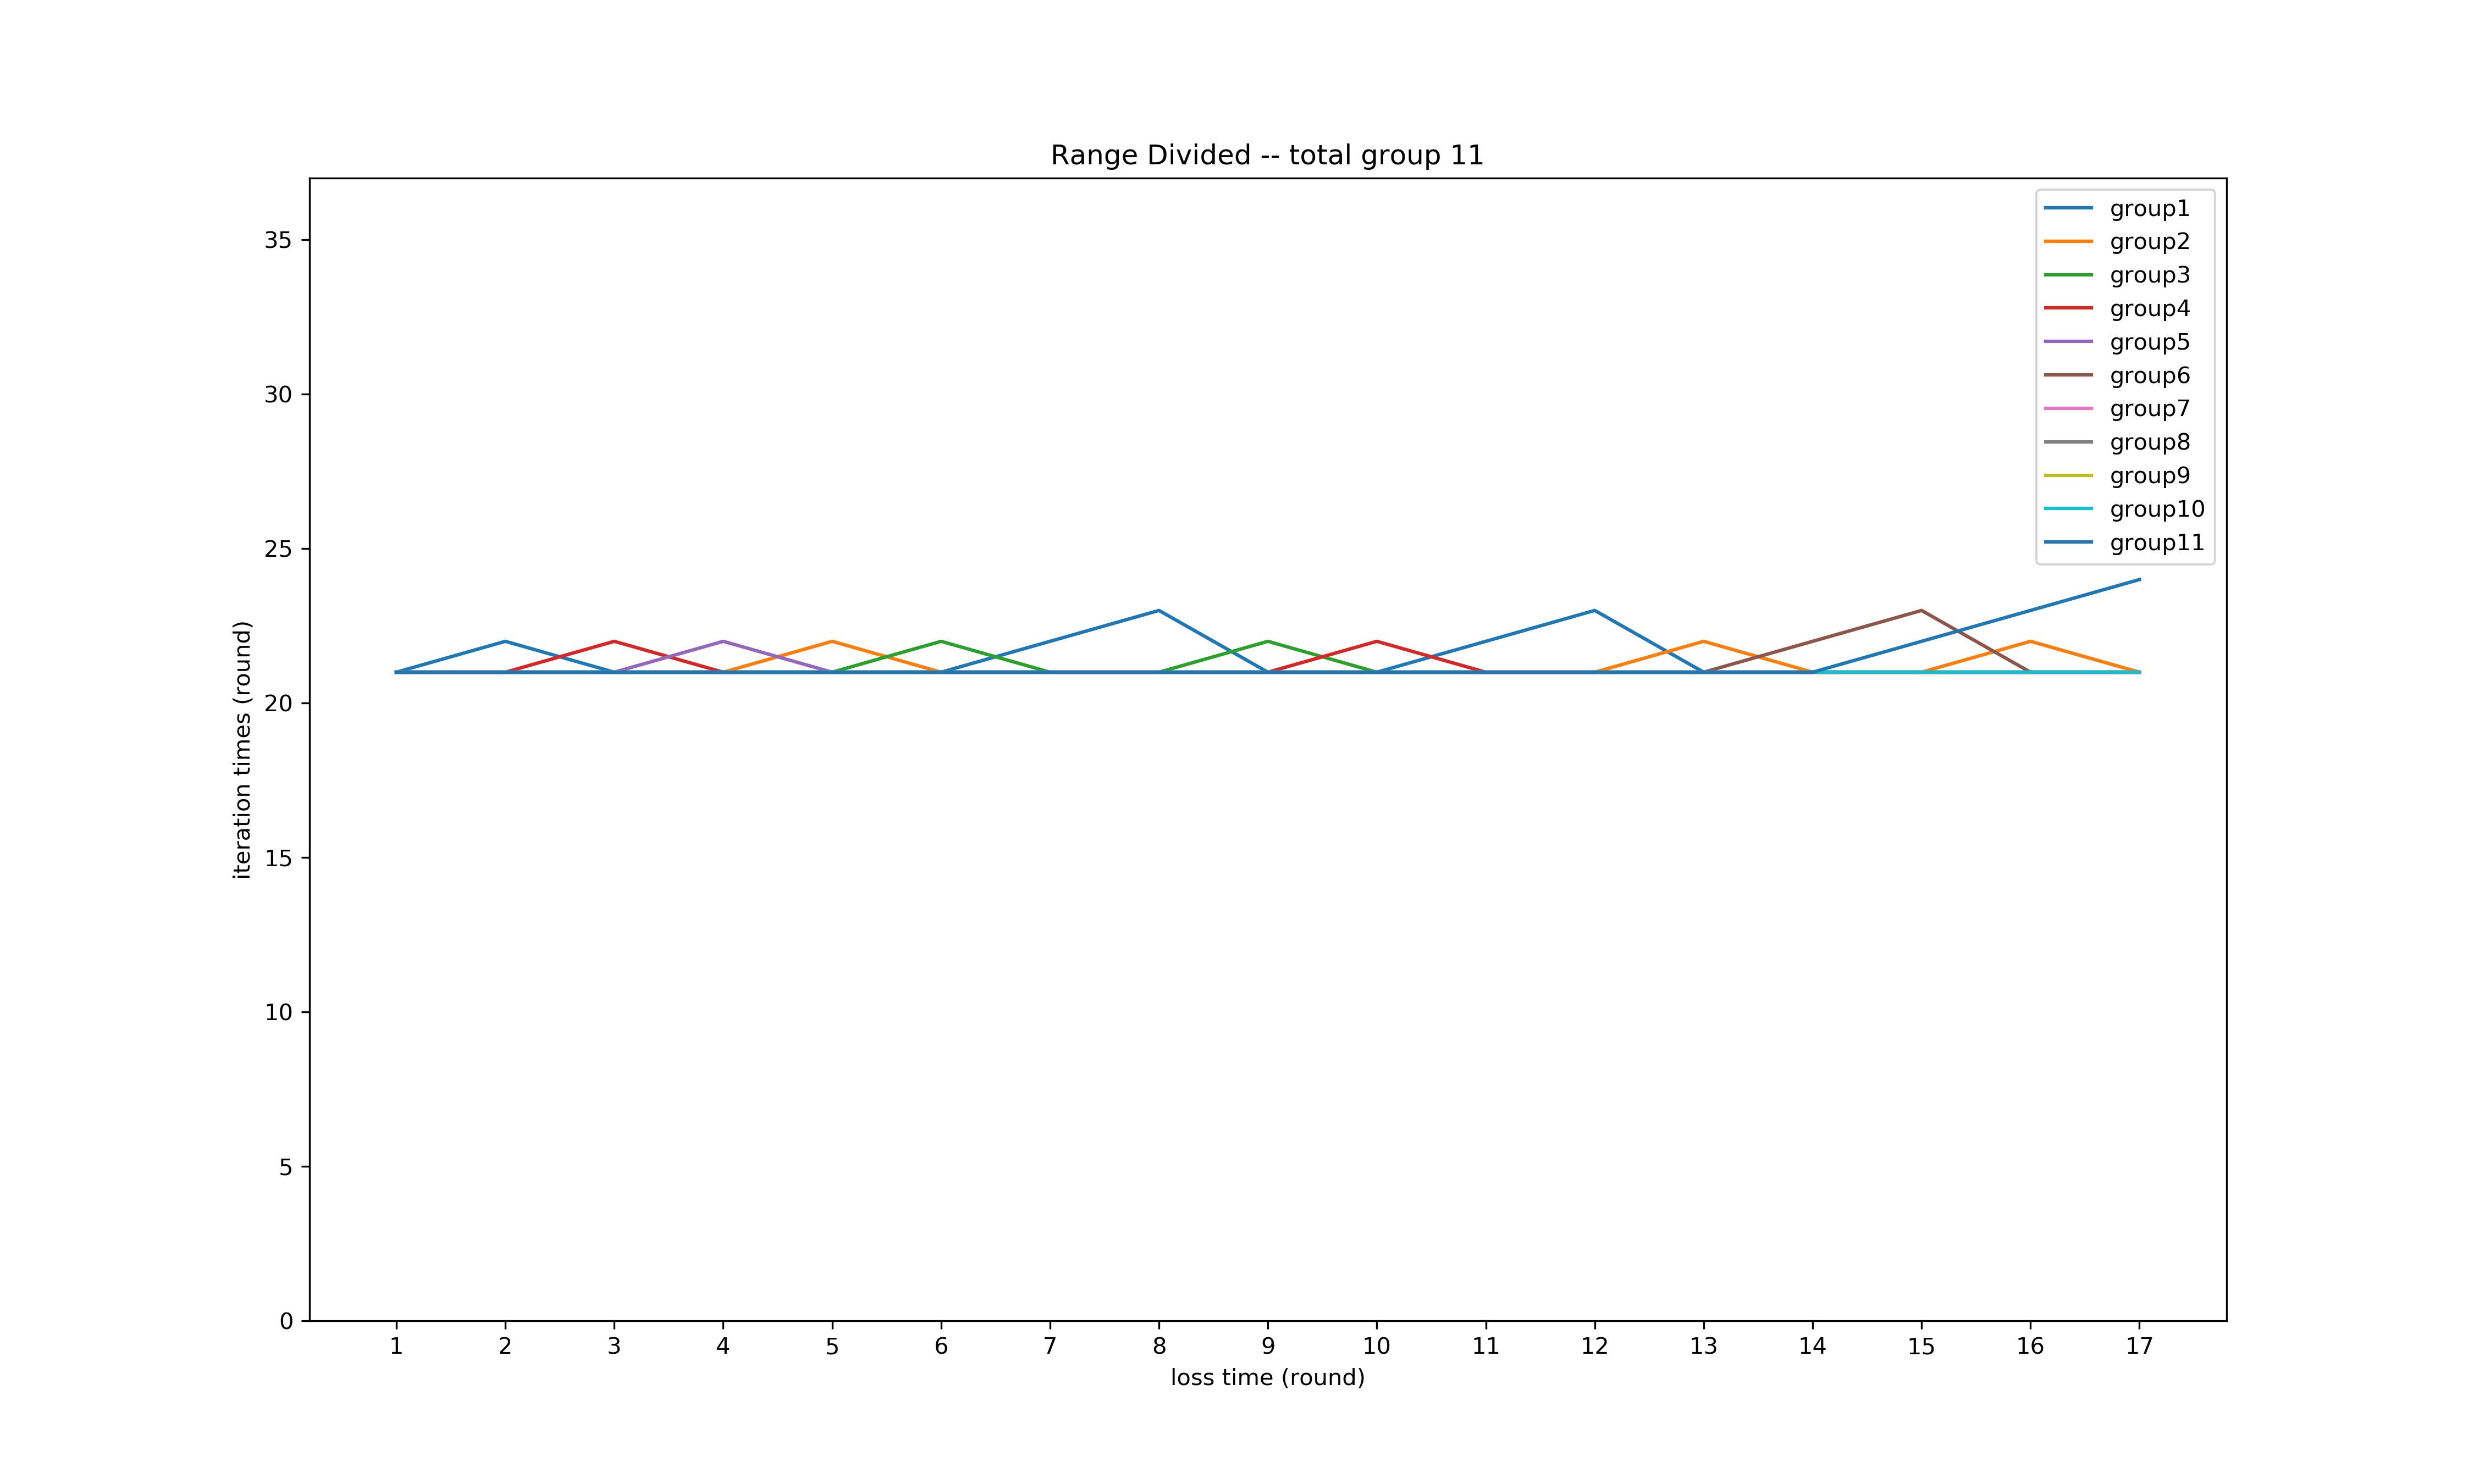 Range Divided -- total group 11
group1
group2
group3
group4
group5
group6
group7
group8
group9
group10
group11
35
30
25
20
15
10
5
0
iteration times (round)
1 2 3 4 5 6 7 8 9 10 11 12 13 14 15 16 17
loss time (round)